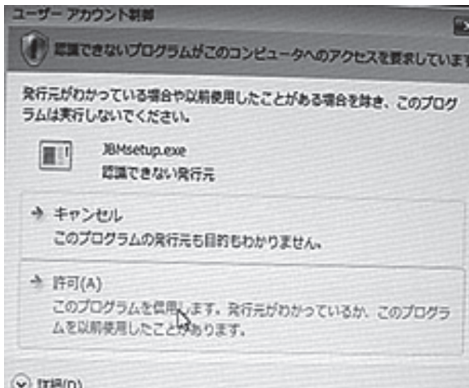 ユーザー アカウント制御
認識できないプログラムがこのコンピュータへのアクセスを要求しています
発行元がわかっている場合や以前使用したことがある場合を除き、このプログ
ラムは実行しないでください。
JBMsetup.exe
認識できない発行元
キャンセル
このプログラムの発行元も目的もわかりません。
許可(A)
このプログラムを信用します。発行元がわかっているか、このプログラ
ムを以前使用したことがあります。
詳細(D)